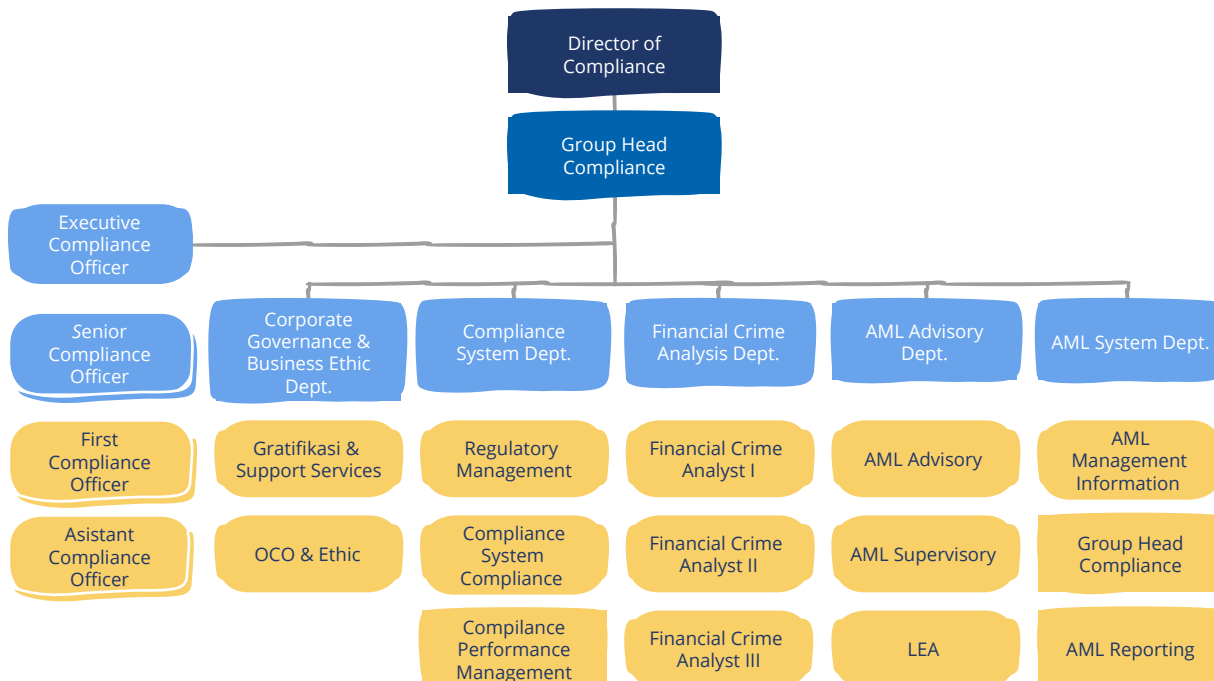 Director of
Compliance
Group Head
Compliance
Executive
Compliance
Officer
Senior
Compliance
Officer
Corporate
Governance &
Business Ethic
Dept.
Compliance
System Dept.
Financial Crime
Analysis Dept.
AML Advisory
Dept.
AML System Dept.
First
Compliance
Officer
Gratifikasi &
Support Services
Regulatory
Management
Financial Crime
Analyst I
AML Advisory
AML
Management
Information
Asistant
Compliance
Officer
OCO & Ethic
Compliance
System
Compliance
Financial Crime
Analyst II
AML Supervisory
Group Head
Compliance
Compilance
Performance
Management
Financial Crime
Analyst III
LEA
AML Reporting